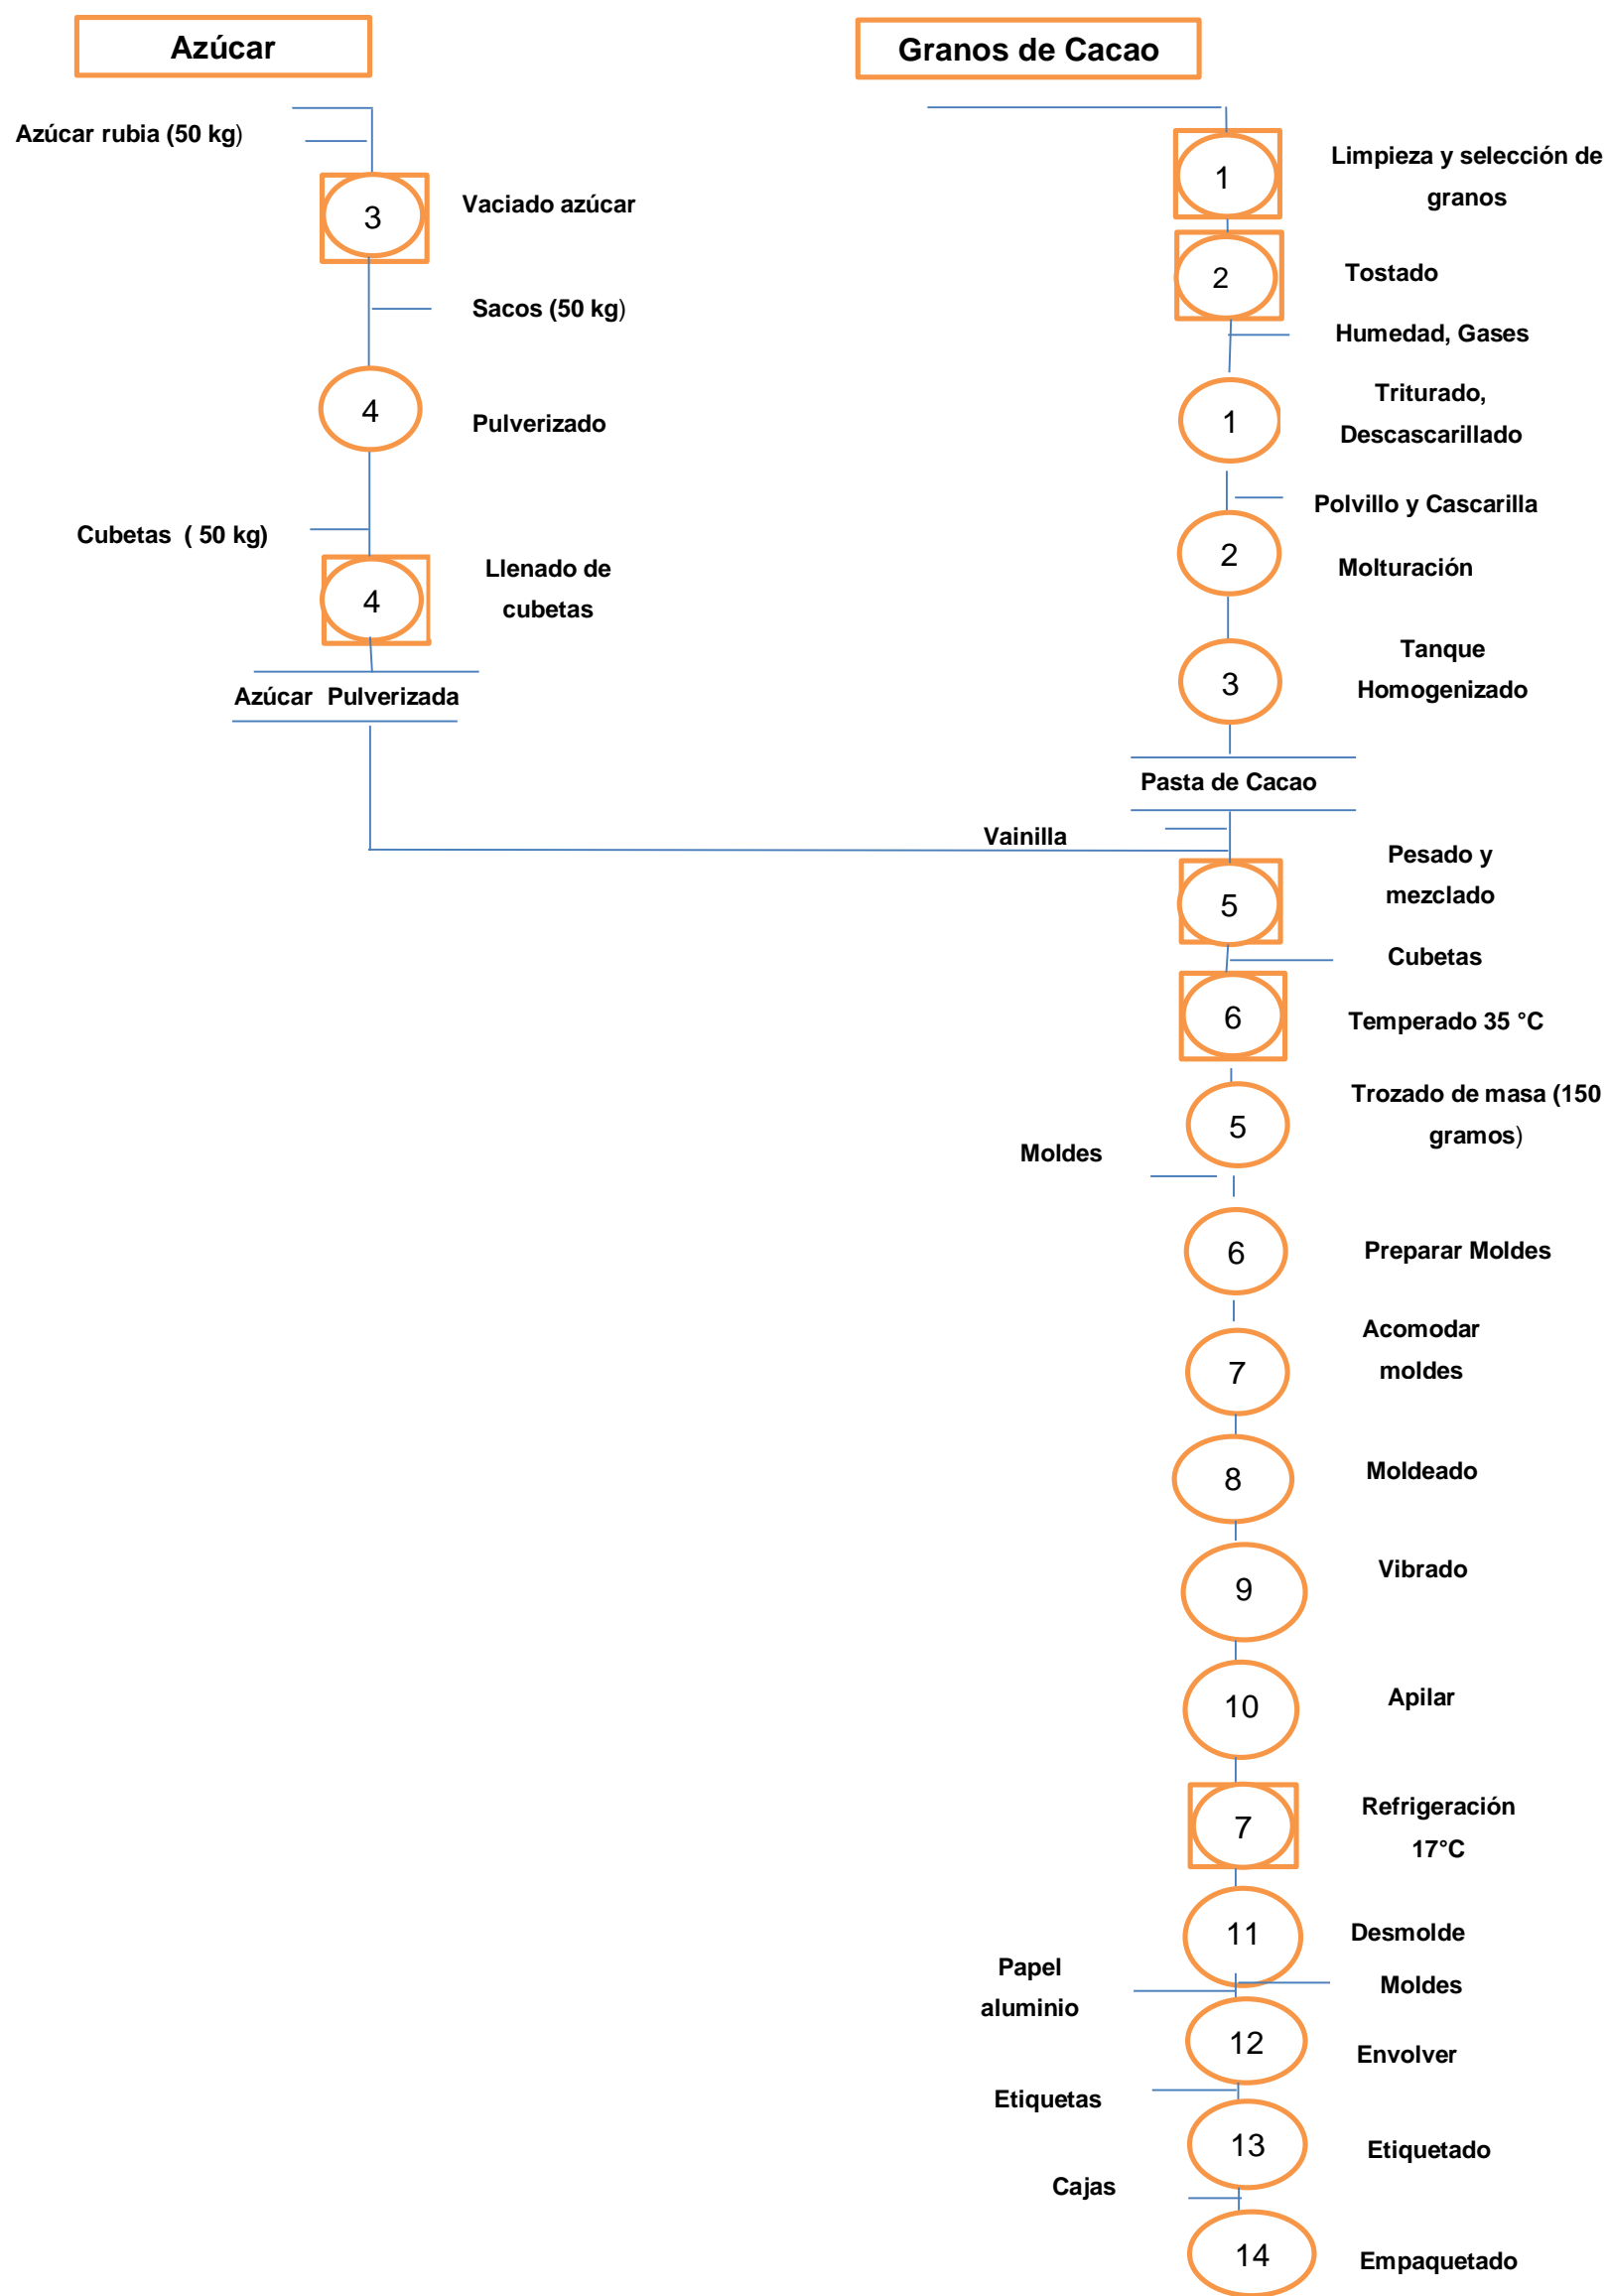 Azúcar
Azúcar rubia (50 kg)
3
Vaciado azúcar
Sacos (50 kg)
4
Pulverizado
Cubetas  ( 50 kg)
4
Llenado de
cubetas
Azúcar  Pulverizada
Granos de Cacao
1
Limpieza y selección de
granos
2
Tostado
Humedad, Gases
1
Triturado,
Descascarillado
Polvillo y Cascarilla
2
Molturación
3
Tanque
Homogenizado
Pasta de Cacao
Vainilla
5
Pesado y
mezclado
Cubetas
6
Temperado 35 °C
5
Trozado de masa (150
gramos)
Moldes
6
Preparar Moldes
7
Acomodar
moldes
8
Moldeado
9
Vibrado
10
Apilar
7
Refrigeración
17°C
11
Desmolde
Moldes
Papel
aluminio
12
Envolver
Etiquetas
13
Etiquetado
Cajas
14
Empaquetado